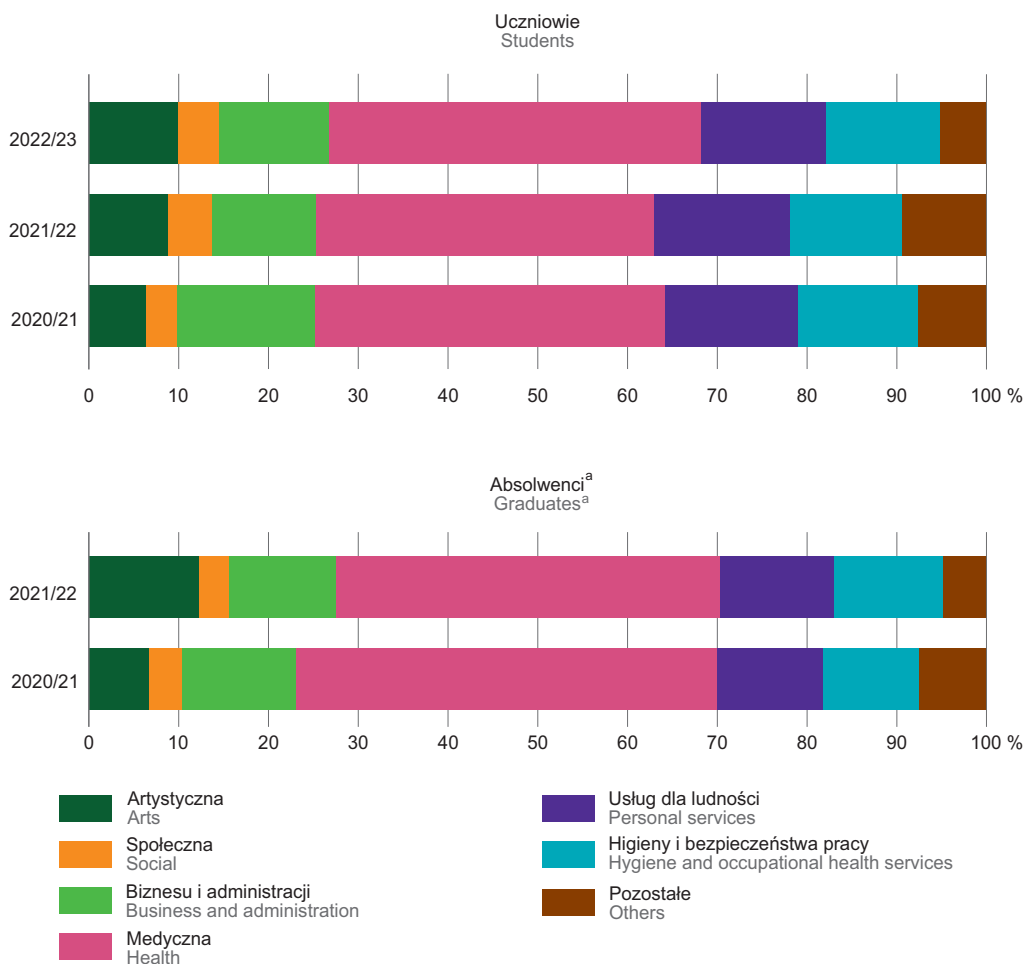 Uczniowie
Students
2022/23
2021/22
2020/21
0 10 20 30 40 50 60 70 80 90 100 %
Absolwenci a
Graduates a
2021/22
2020/21
0 10 20 30 40 50 60 70 80 90 100 %
Artystyczna
Arts
Społeczna
Social
Biznesu i administracji
Business and administration
Medyczna
Health
Usług dla ludności
Personal services
Higieny i bezpieczeństwa pracy
Hygiene and occupational health services
Pozostałe
Others